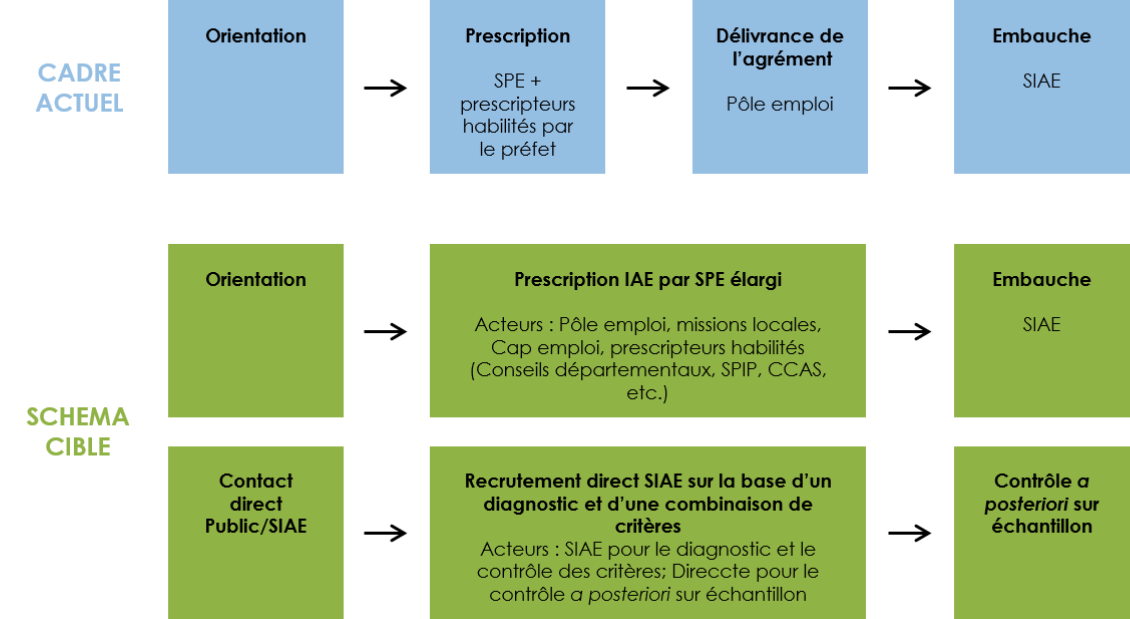 CADRE
ACTUEL
Orientation
Prescription
SPE +
prescripteurs
habilités par
le préfet
Délivrance de
l'agrément
Pôle emploi
Embauche
SIAE
SCHEMA
CIBLE
Orientation
Prescription IAE par SPE élargi
Acteurs : Pôle emploi, missions locales,
Cap emploi, prescripteurs habilités
(Conseils départementaux, SPIP, CCAS,
etc.)
Embauche
SIAE
Contact
direct
Public/SIAE
Recrutement direct SIAE sur la base d'un
diagnostic et d'une combinaison de
critères
Acteurs : SIAE pour le diagnostic et le
contrôle des critères; Direccte pour le
contrôle a posteriori sur échantillon
Contrôle a
posteriori sur
échantillon